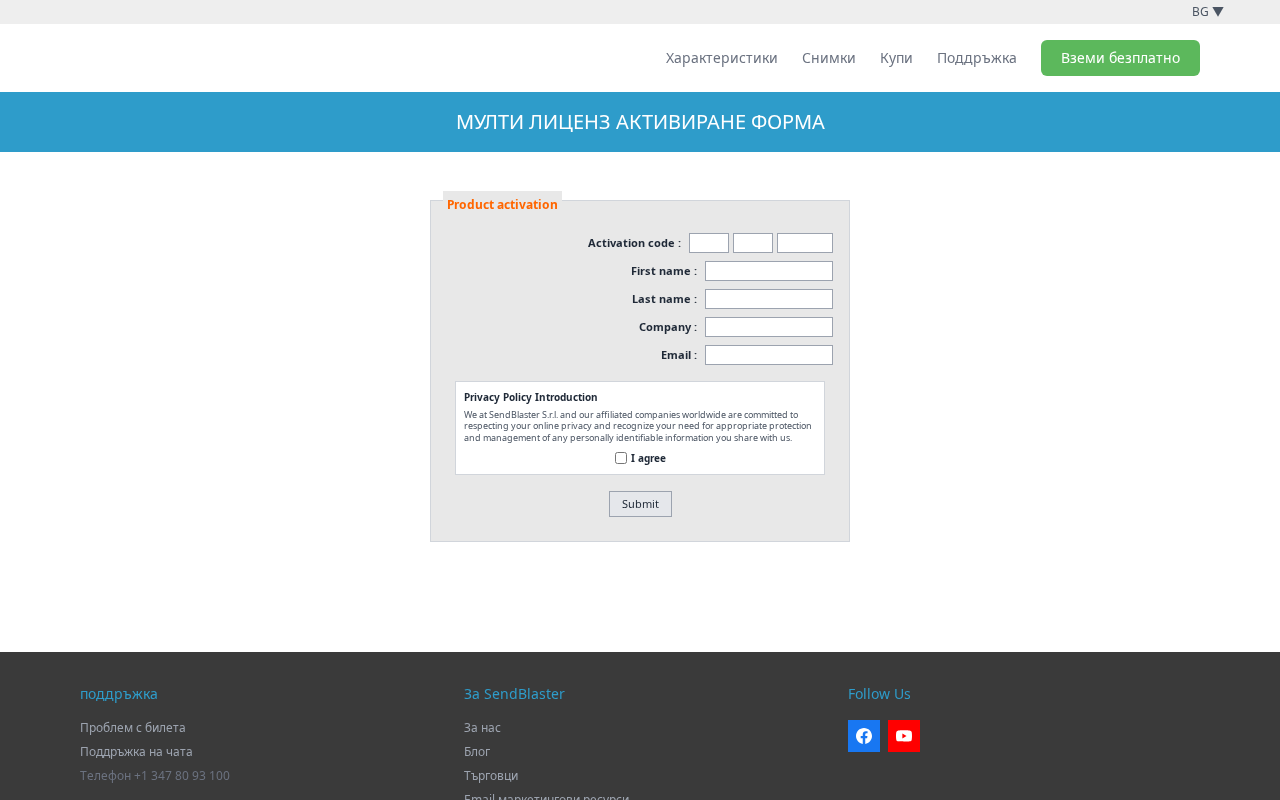 BG ▼
Характеристики Снимки Купи Поддръжка Вземи безплатно
МУЛТИ ЛИЦЕНЗ АКТИВИРАНЕ ФОРМА
Product activation
Activation code :
First name :
Last name :
Company :
Email :
Privacy Policy Introduction
We at SendBlaster S.r.l. and our affiliated companies worldwide are committed to
respecting your online privacy and recognize your need for appropriate protection
and management of any personally identifiable information you share with us.
I agree
Submit
поддръжка
Проблем с билета
Поддръжка на чата
Телефон +1 347 80 93 100
За SendBlaster
За нас
Блог
Търговци
Email маркетингови ресурси
Follow Us